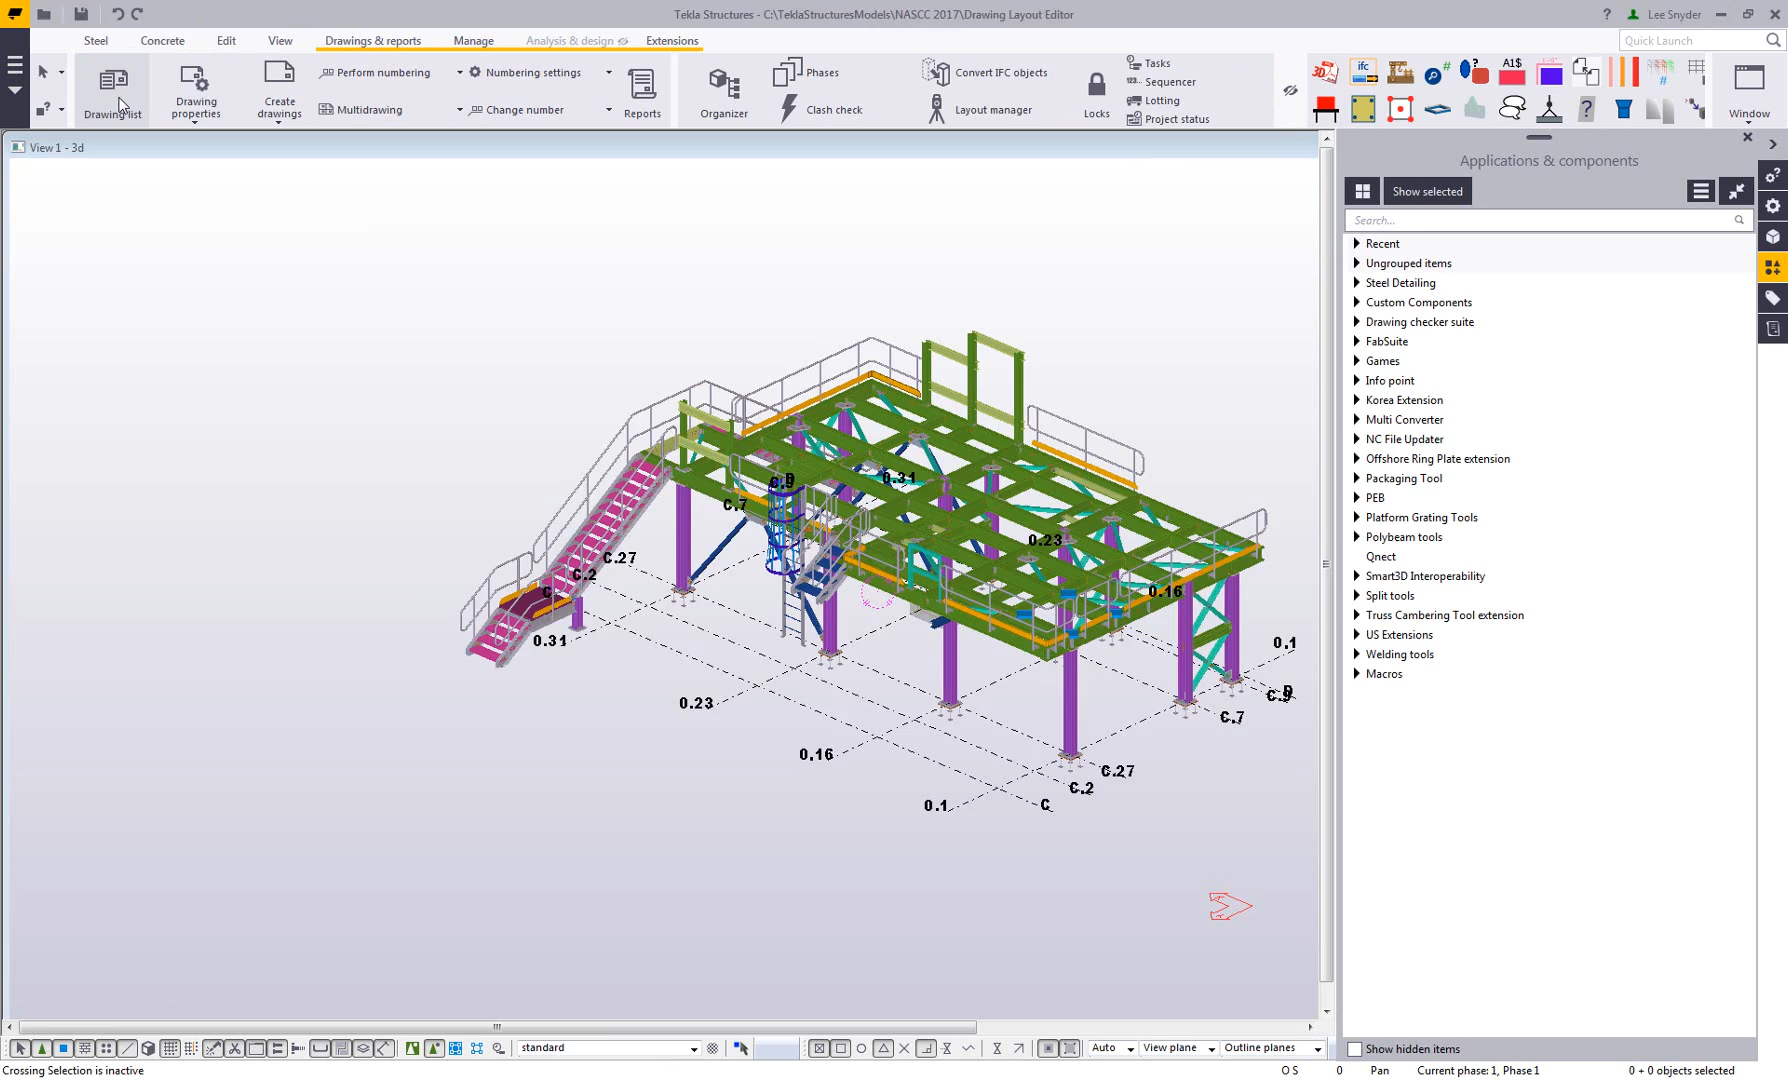 Tekla Structures - C:\TeklaStructuresModels\NASCC 2017\Drawing Layout Editor
? Lee Snyder
Steel Concrete Edit View Drawings & reports Manage Analysis & design Extensions
Quick Launch
Drawing list
Drawing properties
Create drawings
Perform numbering
Multidrawing
Numbering settings
Change number
Reports
Organizer
Phases
Clash check
Convert IFC objects
Layout manager
Locks
Tasks
Sequencer
Lotting
Project status
Window
View 1 - 3d
Applications & components
Show selected
Search...
Recent
Ungrouped items
Steel Detailing
Custom Components
Drawing checker suite
FabSuite
Games
Info point
Korea Extension
Multi Converter
NC File Updater
Offshore Ring Plate extension
Packaging Tool
PEB
Platform Grating Tools
Polybeam tools
Qnect
Smart3D Interoperability
Split tools
Truss Cambering Tool extension
US Extensions
Welding tools
Macros
0.31
C.7
C.27
C.2
C
0.23
0.16
0.31
0.1
D
C.7
0.23
C.27
0.16
C.2
0.1
C
standard
Auto
View plane
Outline planes
Show hidden items
Crossing Selection is inactive
O S 0 Pan Current phase: 1, Phase 1 0 + 0 objects selected